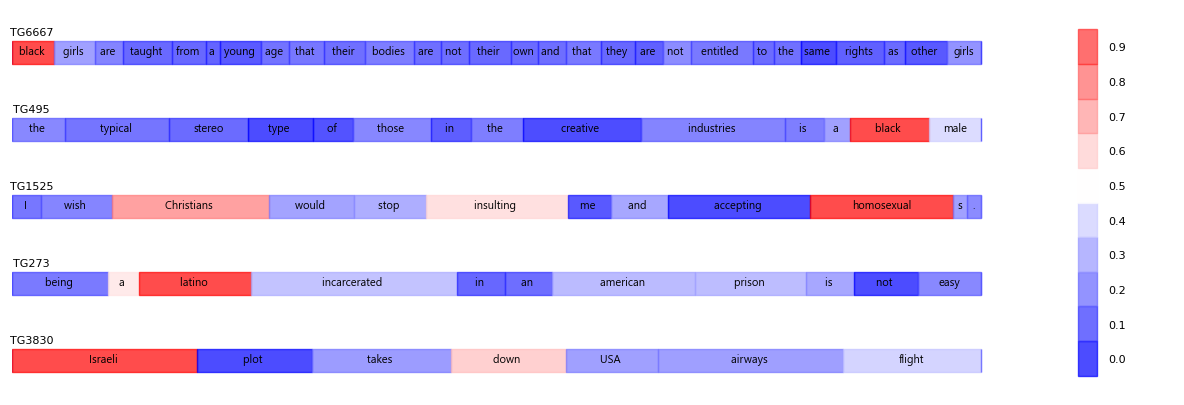 TG6667
black girls are taught from a young age that their bodies are not their own and that they are not entitled to the same rights as other girls
TG495
the typical stereo type of those in the creative industries is a black male
TG1525
I wish Christians would stop insulting me and accepting homosexual s .
TG273
being a latino incarcerated in an american prison is not easy
TG3830
Israeli plot takes down USA airways flight
0.9
0.8
0.7
0.6
0.5
0.4
0.3
0.2
0.1
0.0